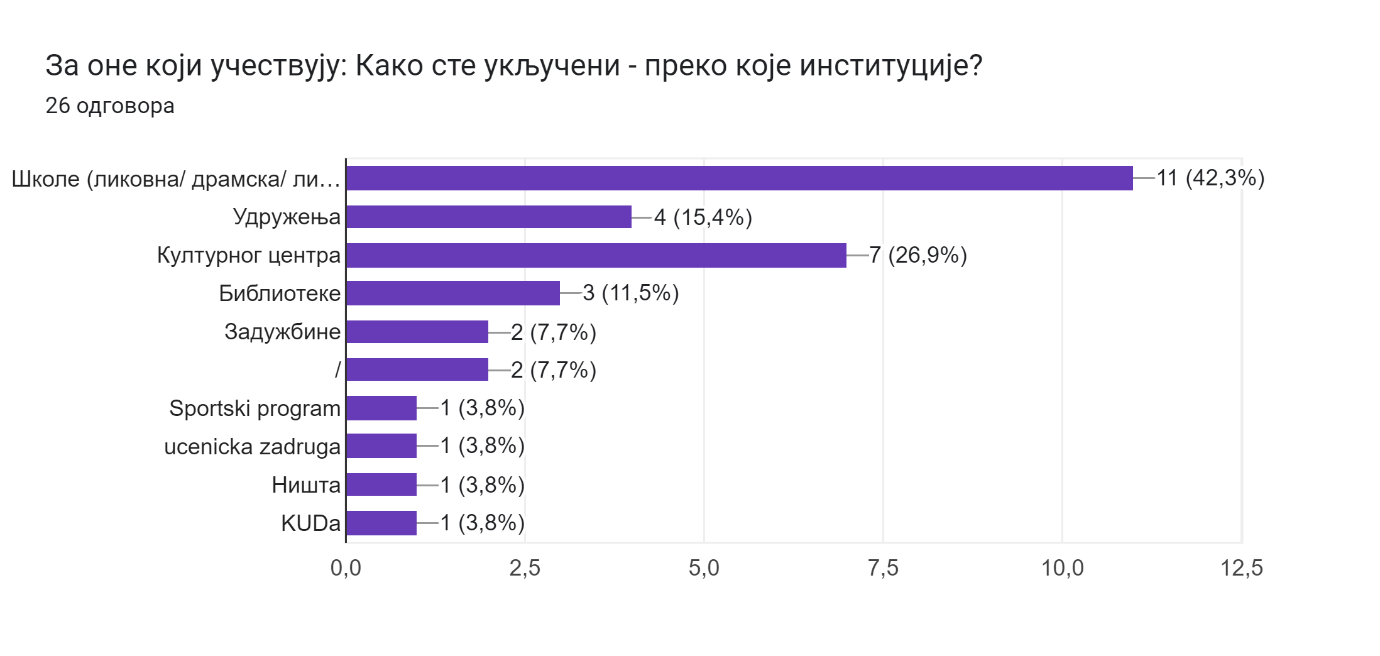 За оне који учествују: Како сте укључени - преко које институције?
26 одговора
Школе (ликовна/ драмска/ ли… 11 (42,3%)
Удружења 4 (15,4%)
Културног центра 7 (26,9%)
Библиотеке 3 (11,5%)
Задужбине 2 (7,7%)
/ 2 (7,7%)
Sportski program 1 (3,8%)
ucenicka zadruga 1 (3,8%)
Ништа 1 (3,8%)
KUDa 1 (3,8%)
0,0 2,5 5,0 7,5 10,0 12,5